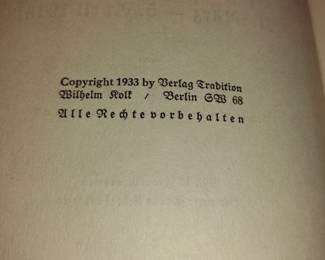 Copyright 1933 by Verlag Tradition
Wilhelm Kolk / Berlin SW 68
Alle Rechte vorbehalten